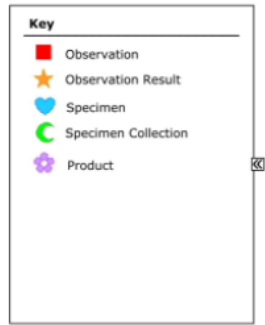 Key
Observation
Observation Result
Specimen
Specimen Collection
Product